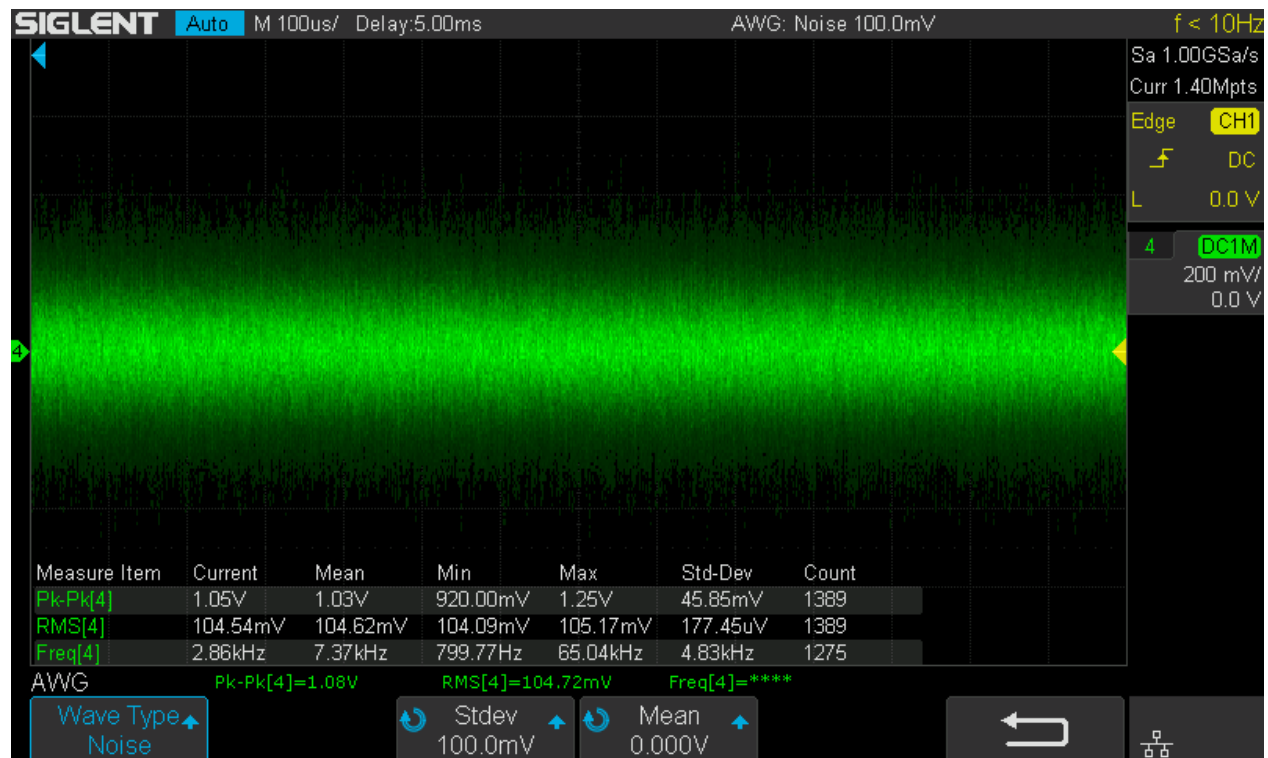 SIGLENT Auto M 100us/ Delay:5.00ms AWG: Noise 100.0mV f < 10Hz
Sa 1.00GSa/s
Curr 1.40Mpts
Edge CH1
DC
L 0.0 V
4 DC1M
200 mV/
0.0 V
4
Measure Item Current Mean Min Max Std-Dev Count
Pk-Pk[4] 1.05V 1.03V 920.00mV 1.25V 45.85mV 1389
RMS[4] 104.54mV 104.62mV 104.09mV 105.17mV 177.45uV 1389
Freq[4] 2.86kHz 7.37kHz 799.77Hz 65.04kHz 4.83kHz 1275
AWG Pk-Pk[4]=1.08V RMS[4]=104.72mV Freq[4]=****
Wave Type Stdev Mean
Noise 100.0mV 0.000V